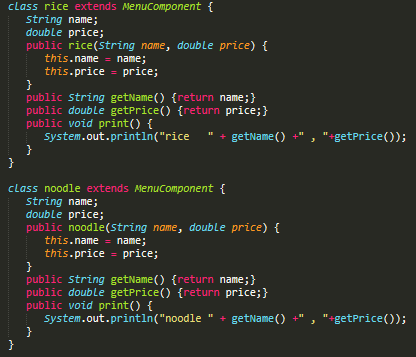 class rice extends MenuComponent {
String name;
double price;
public rice(String name, double price) {
this.name = name;
this.price = price;
}
public String getName() {return name;}
public double getPrice() {return price;}
public void print() {
System.out.println("rice   " + getName() +" , "+getPrice());
}
}
class noodle extends MenuComponent {
String name;
double price;
public noodle(String name, double price) {
this.name = name;
this.price = price;
}
public String getName() {return name;}
public double getPrice() {return price;}
public void print() {
System.out.println("noodle " + getName() +" , "+getPrice());
}
}